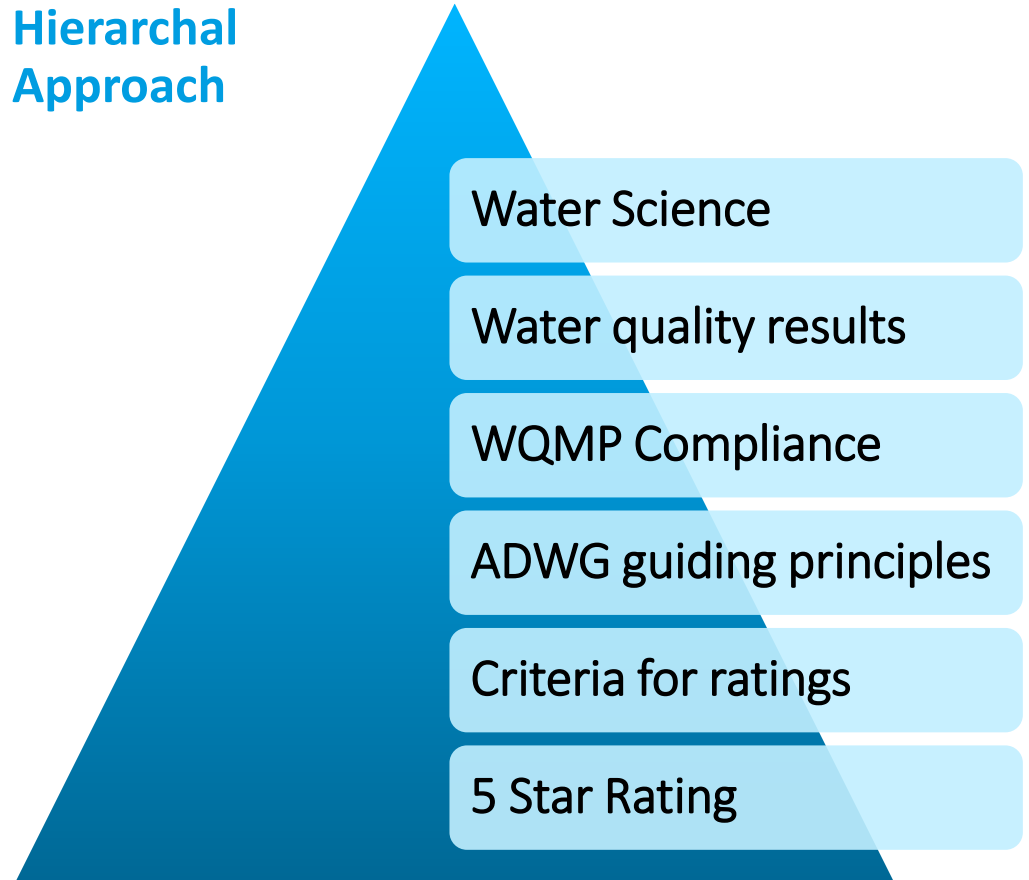 Hierarchal
Approach
Water Science
Water quality results
WQMP Compliance
ADWG guiding principles
Criteria for ratings
5 Star Rating